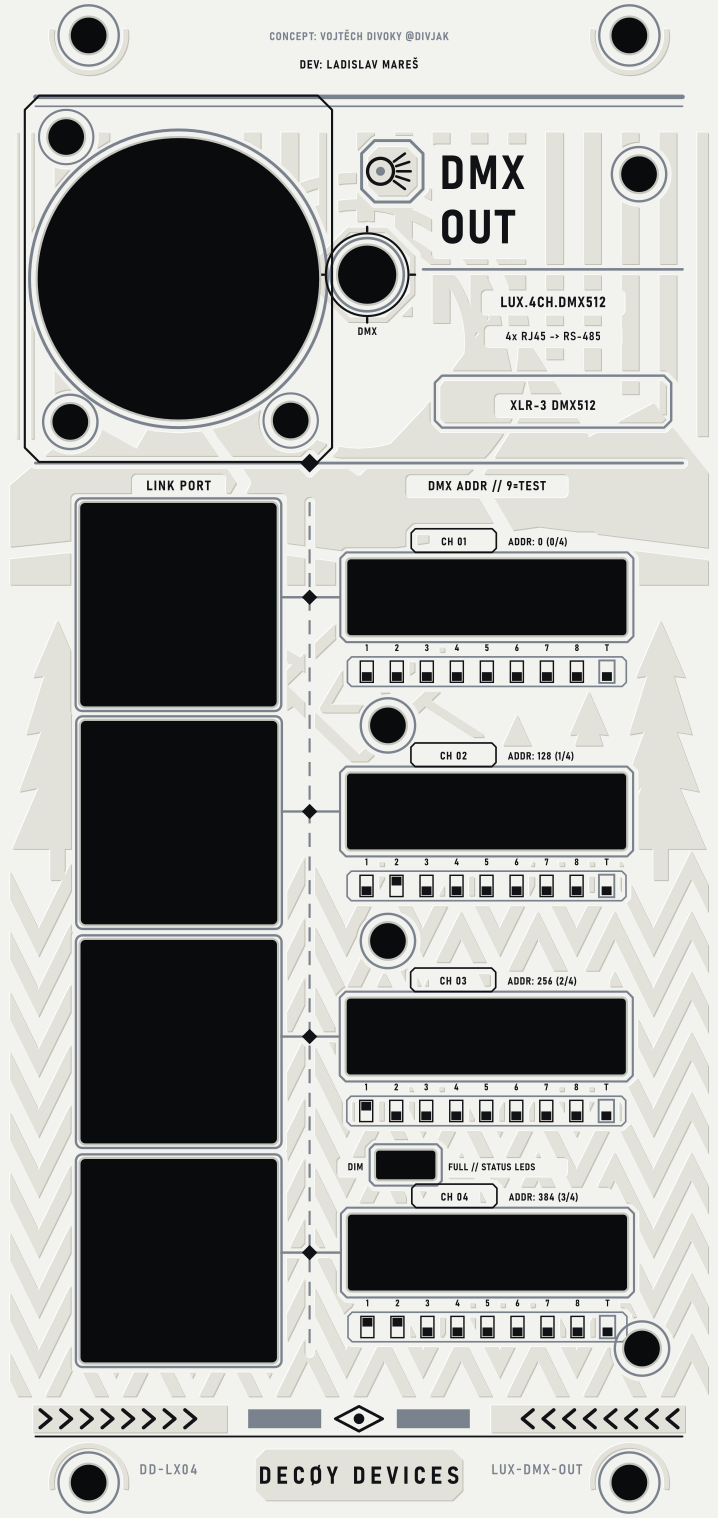 CONCEPT: VOJTĚCH DIVOKY @DIVJAK
DEV: LADISLAV MAREŠ
DMX
OUT
DMX
LUX.4CH.DMX512
4x RJ45 -> RS-485
XLR-3 DMX512
LINK PORT
DMX ADDR // 9=TEST
CH 01 ADDR: 0 (0/4)
1 2 3 4 5 6 7 8 T
CH 02 ADDR: 128 (1/4)
1 2 3 4 5 6 7 8 T
CH 03 ADDR: 256 (2/4)
1 2 3 4 5 6 7 8 T
DIM FULL // STATUS LEDS
CH 04 ADDR: 384 (3/4)
1 2 3 4 5 6 7 8 T
DD-LX04
DECØY DEVICES
LUX-DMX-OUT